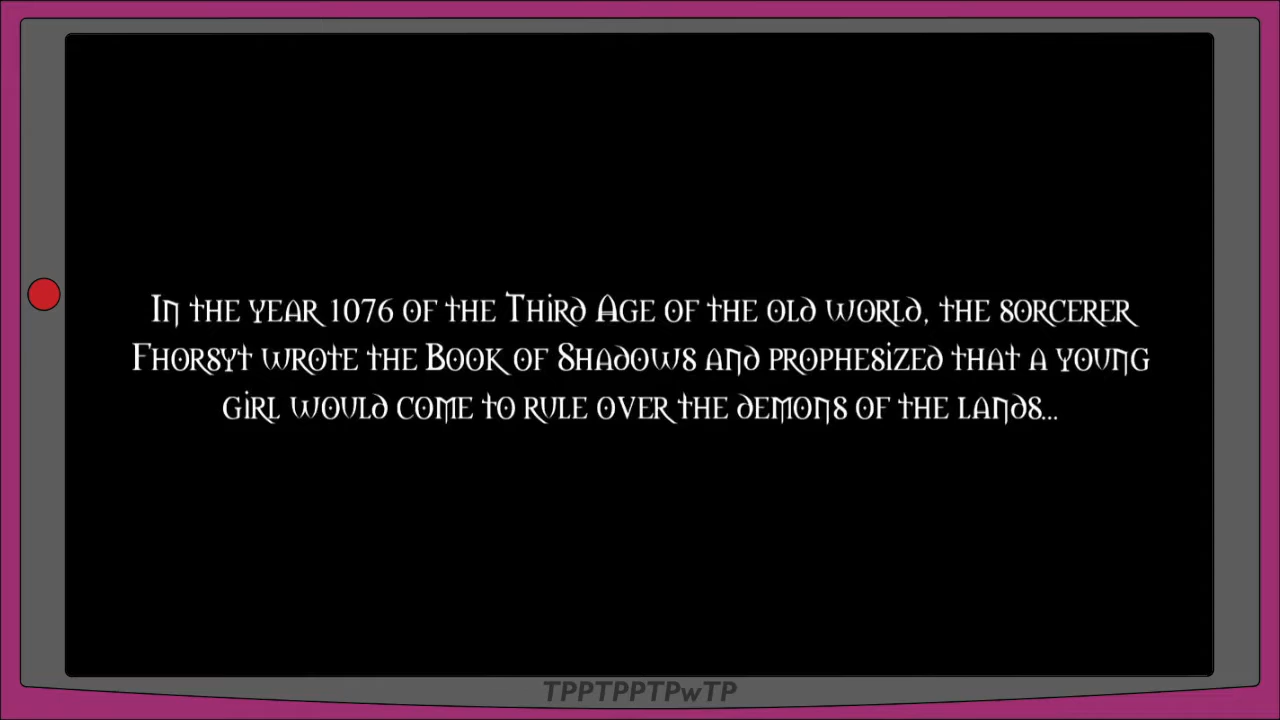 In the year 1076 of the Third Age of the old world, the sorcerer
Fhorsyt wrote the Book of Shadows and prophesized that a young
girl would come to rule over the demons of the lands...
TPPTPPTPwTP